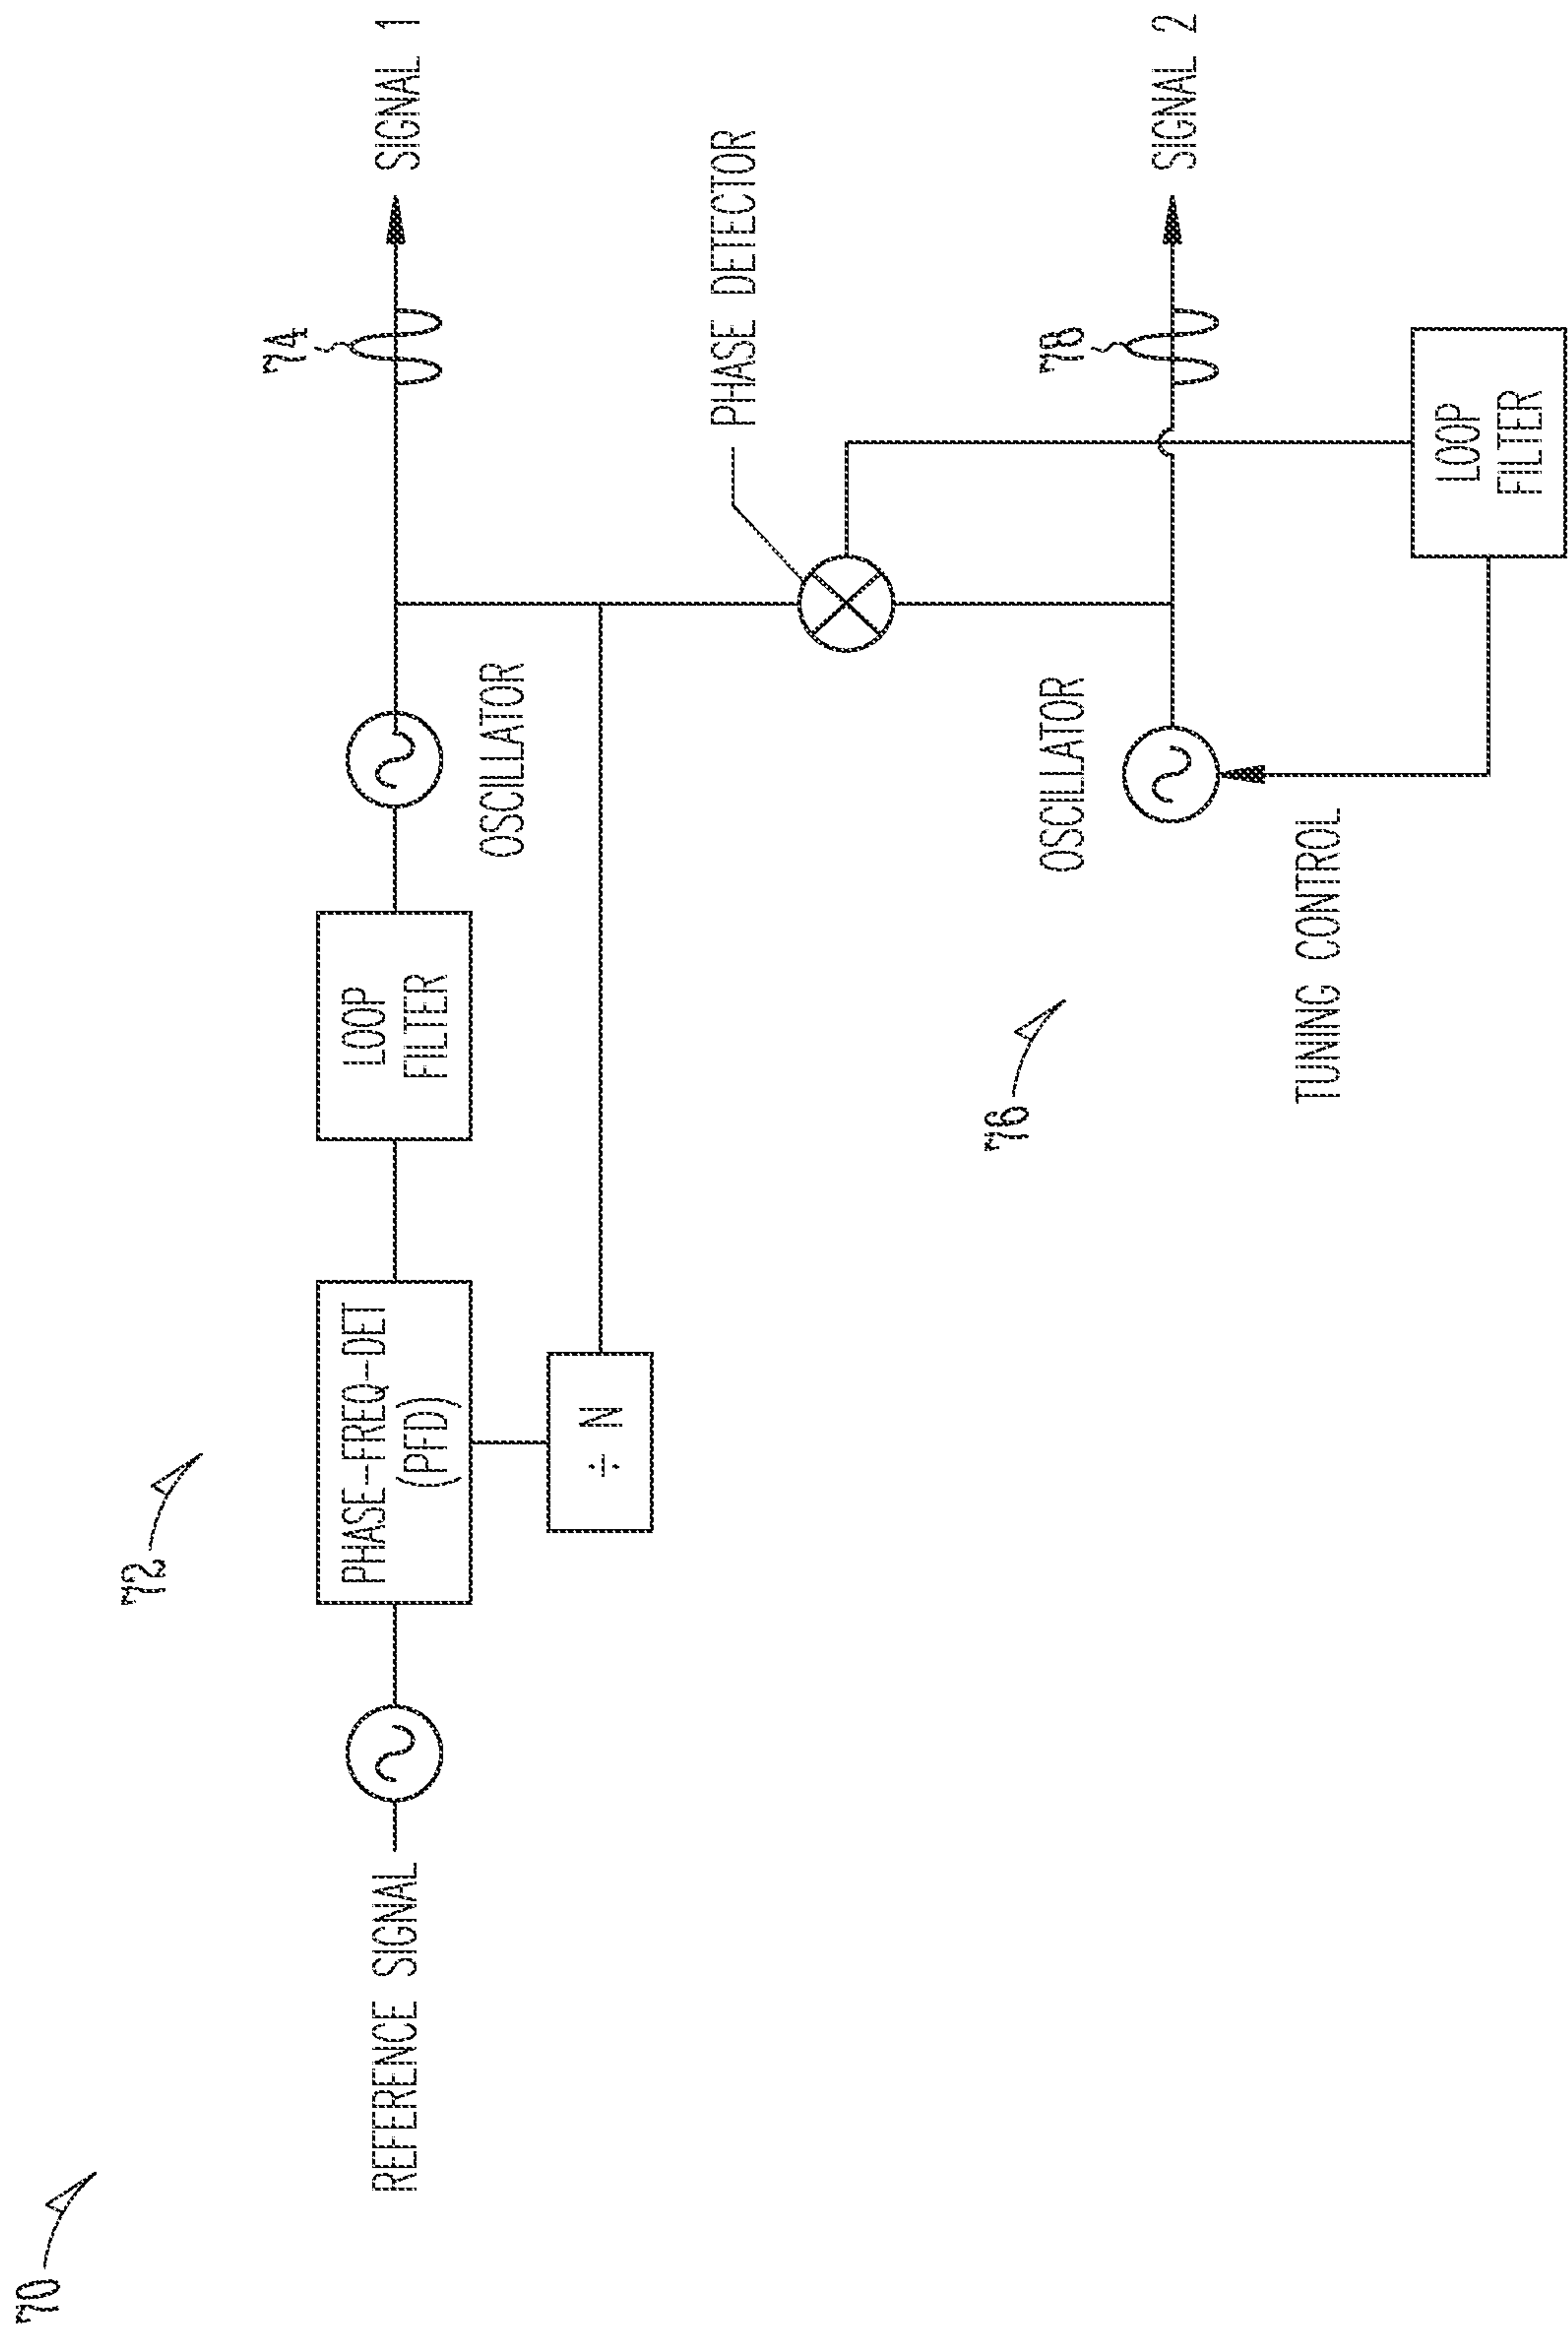 70
72
74
SIGNAL 1
REFERENCE SIGNAL
PHASE-FREQ-DET
(PFD)
LOOP
FILTER
OSCILLATOR
÷ N
PHASE DETECTOR
76
OSCILLATOR
78
SIGNAL 2
TUNING CONTROL
LOOP
FILTER